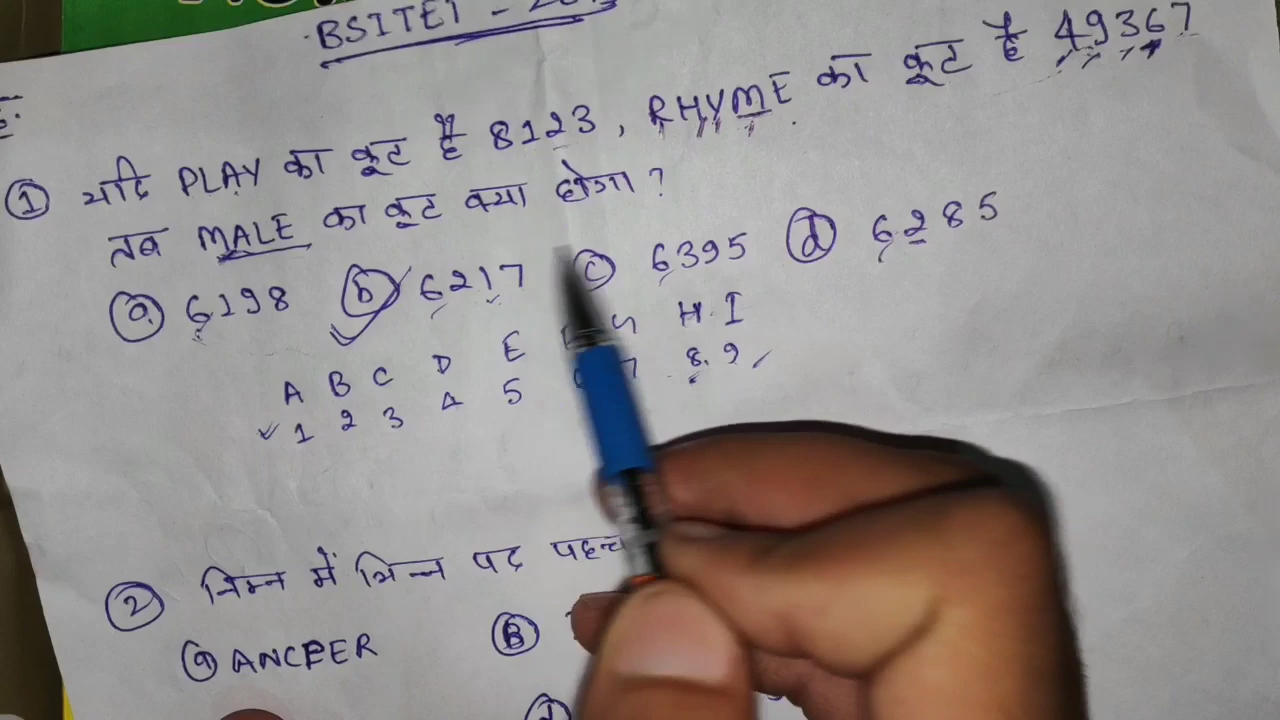 BSITET -
① यदि PLAY का कूट है 8123, RHYME का कूट है 49367
तब MALE का कूट क्या होगा ?
ⓐ 6198 ⓑ 6217 ⓒ 6395 ⓓ 6285
A B C D E H I
1 2 3 4 5 7 8 9
② निम्न में भिन्न पद
ⓐ ANCEER Ⓑ
ⓓ